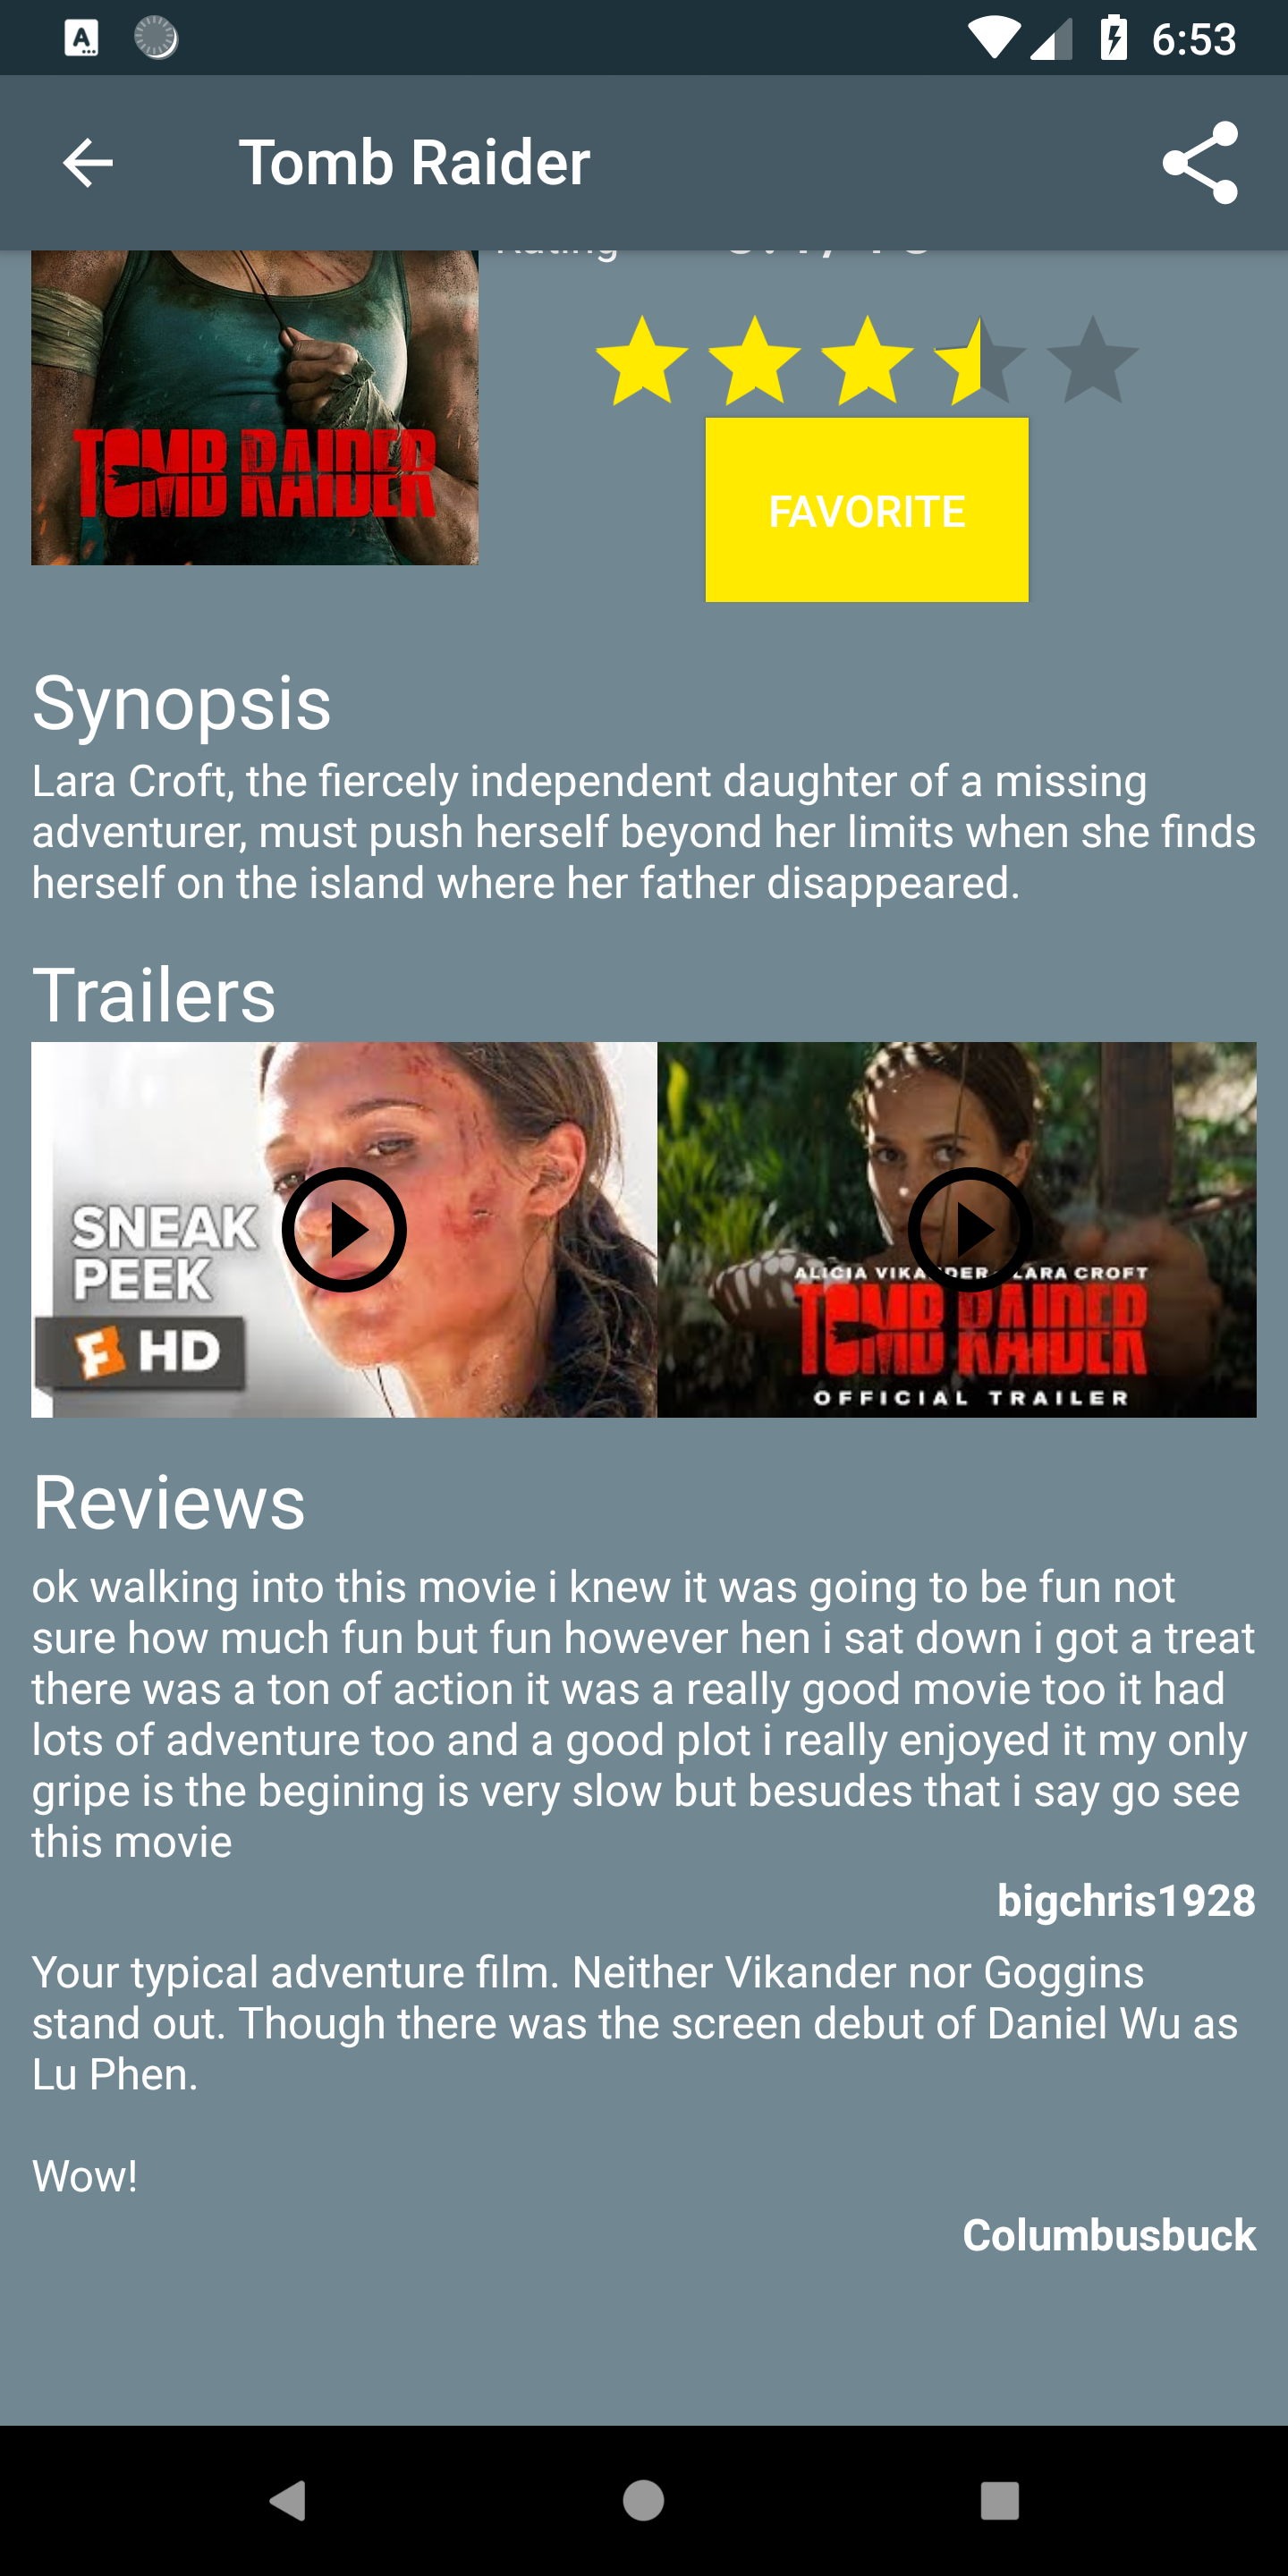 6:53
Tomb Raider
Rating
TOMB RAIDER
FAVORITE
Synopsis
Lara Croft, the fiercely independent daughter of a missing
adventurer, must push herself beyond her limits when she finds
herself on the island where her father disappeared.
Trailers
SNEAK
PEEK
F HD
ALICIA VIKANDER LARA CROFT
TOMB RAIDER
OFFICIAL TRAILER
Reviews
ok walking into this movie i knew it was going to be fun not
sure how much fun but fun however hen i sat down i got a treat
there was a ton of action it was a really good movie too it had
lots of adventure too and a good plot i really enjoyed it my only
gripe is the begining is very slow but besudes that i say go see
this movie
bigchris1928
Your typical adventure film. Neither Vikander nor Goggins
stand out. Though there was the screen debut of Daniel Wu as
Lu Phen.
Wow!
Columbusbuck